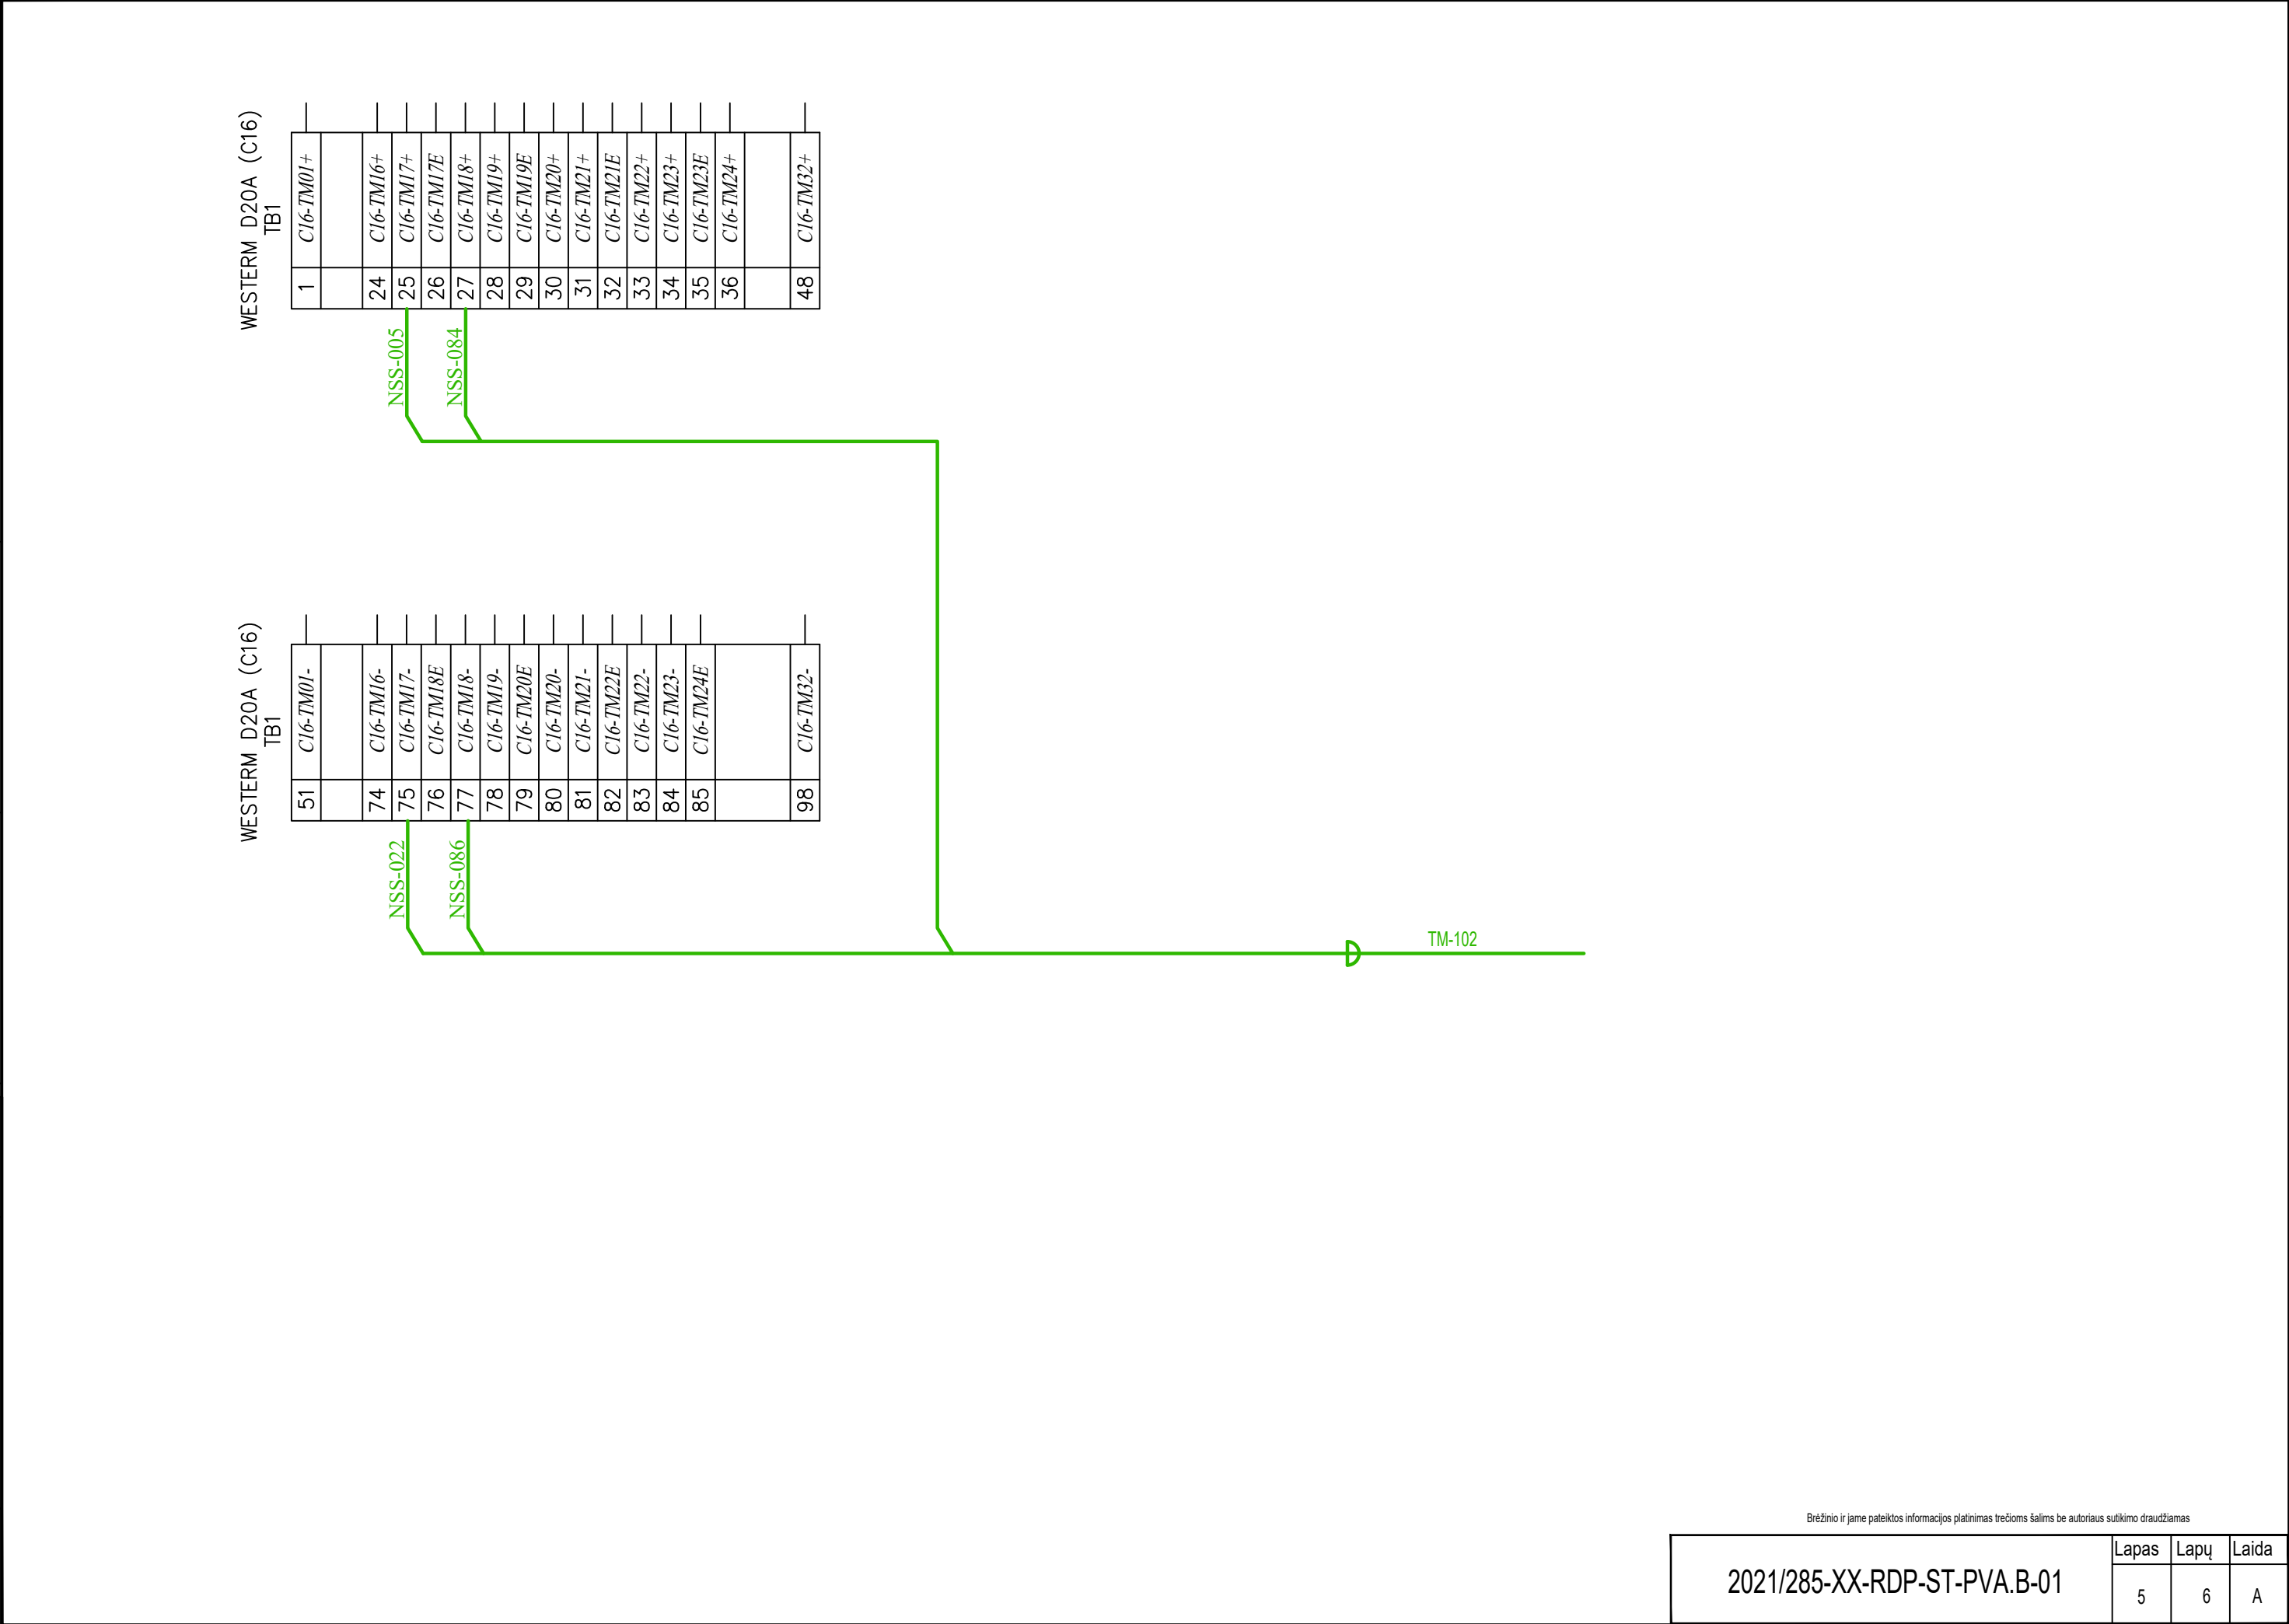 WESTERM D20A (C16)
TB1
C16-TM01+
C16-TM16+
C16-TM17+
C16-TM17E
C16-TM18+
C16-TM19+
C16-TM19E
C16-TM20+
C16-TM21+
C16-TM21E
C16-TM22+
C16-TM23+
C16-TM23E
C16-TM24+
C16-TM32+
1
24
25
26
27
28
29
30
31
32
33
34
35
36
48
NSS-005
NSS-084
WESTERM D20A (C16)
TB1
C16-TM01-
C16-TM16-
C16-TM17-
C16-TM18E
C16-TM18-
C16-TM19-
C16-TM20E
C16-TM20-
C16-TM21-
C16-TM22E
C16-TM22-
C16-TM23-
C16-TM24E
C16-TM32-
51
74
75
76
77
78
79
80
81
82
83
84
85
98
NSS-022
NSS-086
TM-102
Brėžinio ir jame pateiktos informacijos platinimas trečioms šalims be autoriaus sutikimo draudžiamas
2021/285-XX-RDP-ST-PVA.B-01
Lapas Lapų Laida
5 6 A